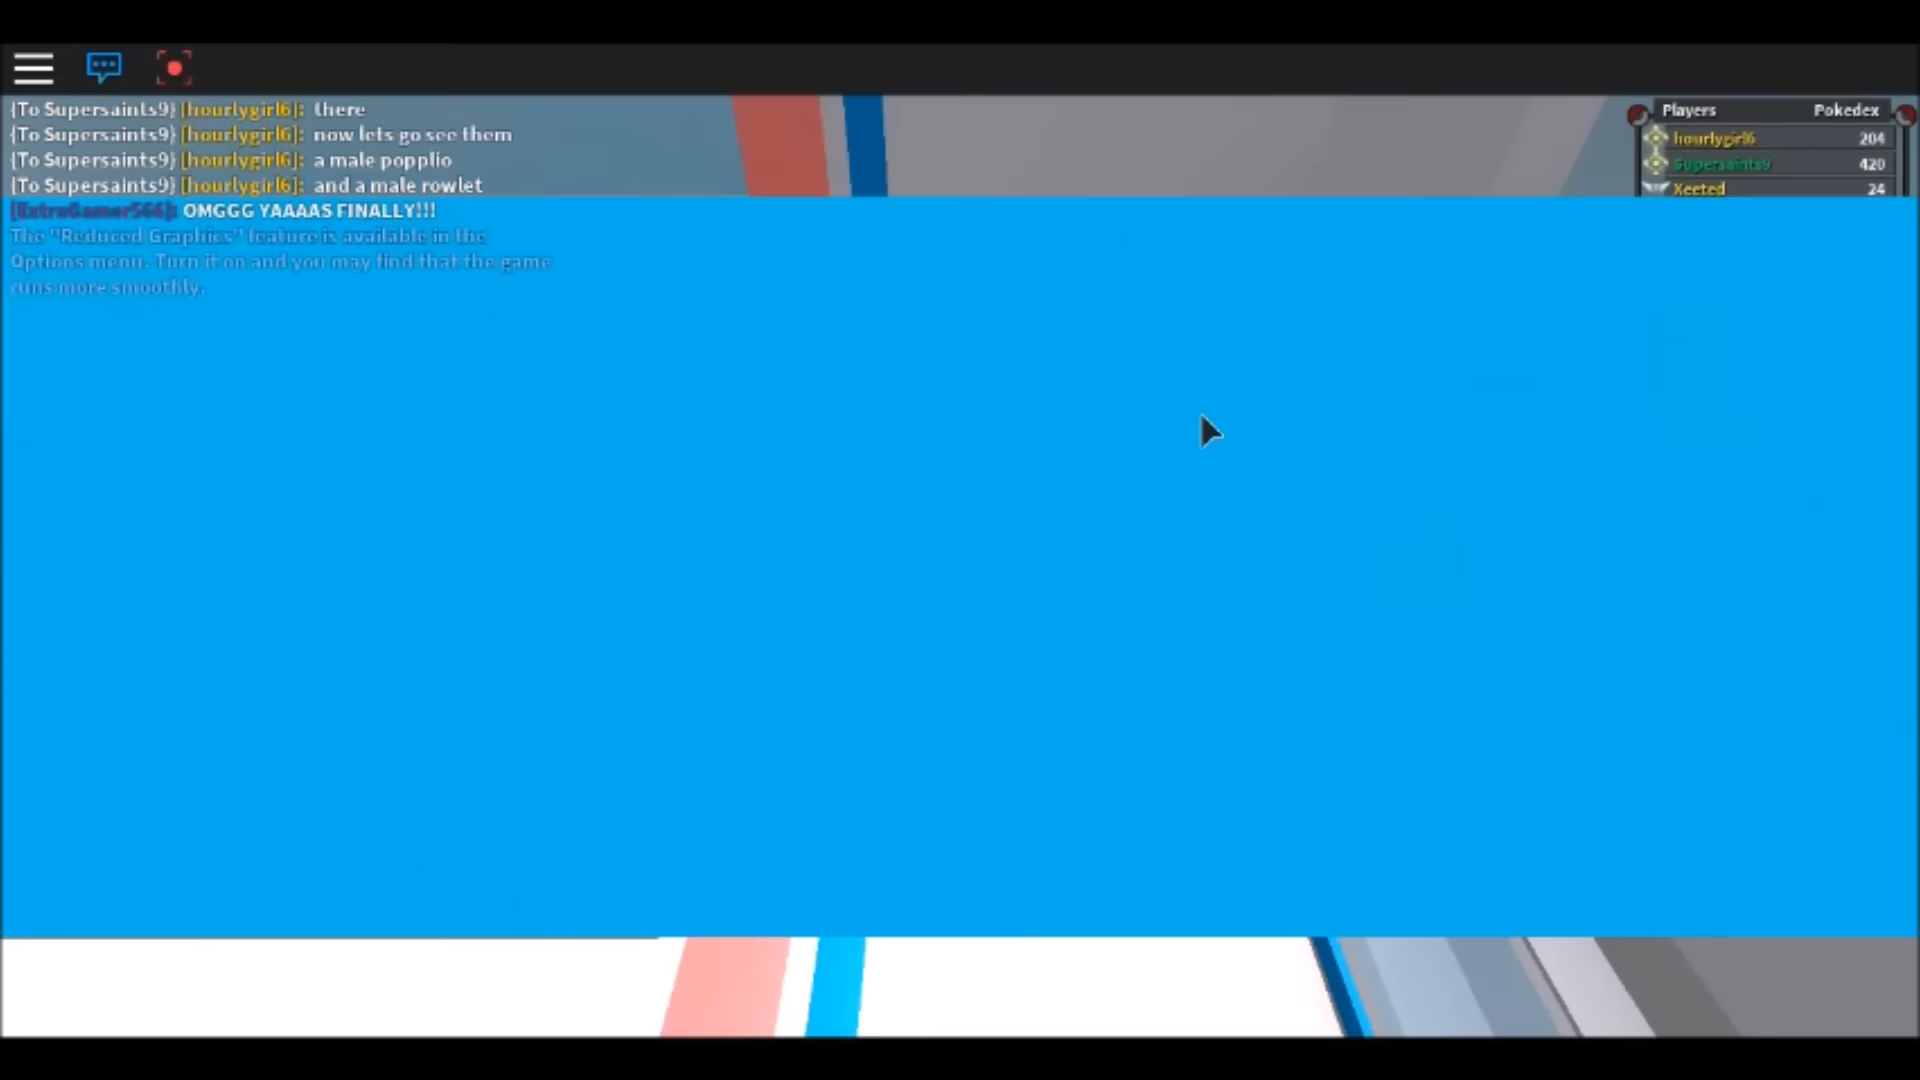 {To Supersaints9} [hourlygirl6]: there
{To Supersaints9} [hourlygirl6]: now lets go see them
{To Supersaints9} [hourlygirl6]: a male popplio
{To Supersaints9} [hourlygirl6]: and a male rowlet
[ExtraGamer566]: OMGGG YAAAAS FINALLY!!!
The "Reduced Graphics" feature is available in the
Options menu. Turn it on and you may find that the game
runs more smoothly.
Players Pokedex
hourlygirl6 204
Supersaints9 420
Xeeted 24